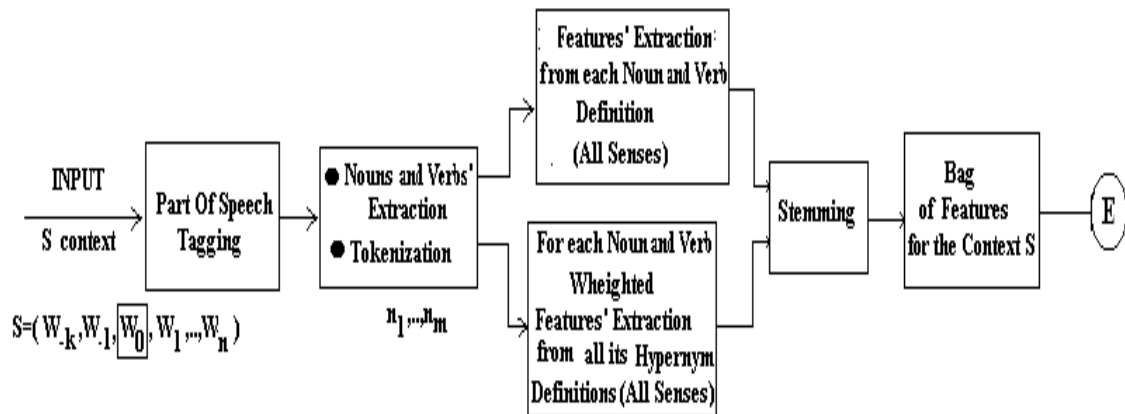 INPUT
S context
S=( W-k, W-1, W0, W1,..., Wn )
Part Of Speech
Tagging
● Nouns and Verbs'
Extraction
● Tokenization
n1,...,nm
Features' Extraction
from each Noun and Verb
Definition
(All Senses)
For each Noun and Verb
Wheighted
Features' Extraction
from all its Hypernym
Definitions (All Senses)
Stemming
Bag
of Features
for the Context S
E